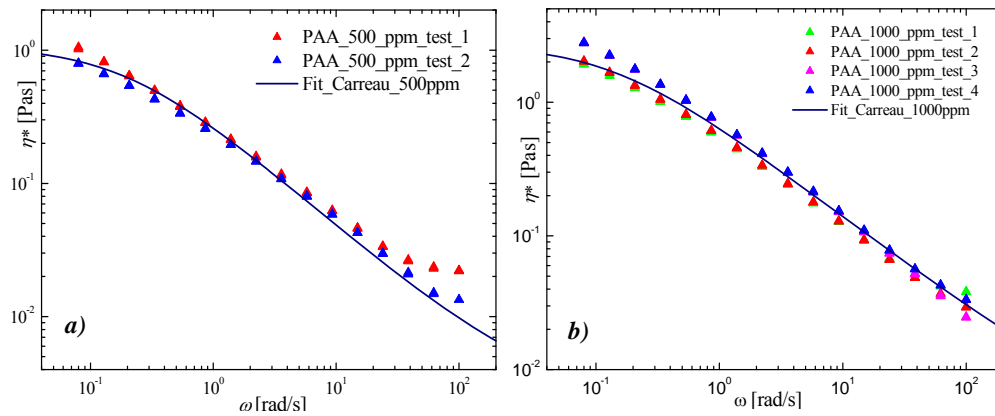 PAA_500_ppm_test_1
PAA_500_ppm_test_2
Fit_Carreau_500ppm
10⁰
10⁻¹
10⁻²
η* [Pas]
a)
10⁻¹ 10⁰ 10¹ 10²
ω [rad/s]
PAA_1000_ppm_test_1
PAA_1000_ppm_test_2
PAA_1000_ppm_test_3
PAA_1000_ppm_test_4
Fit_Carreau_1000ppm
10⁰
10⁻¹
10⁻²
η* [Pas]
b)
10⁻¹ 10⁰ 10¹ 10²
ω [rad/s]